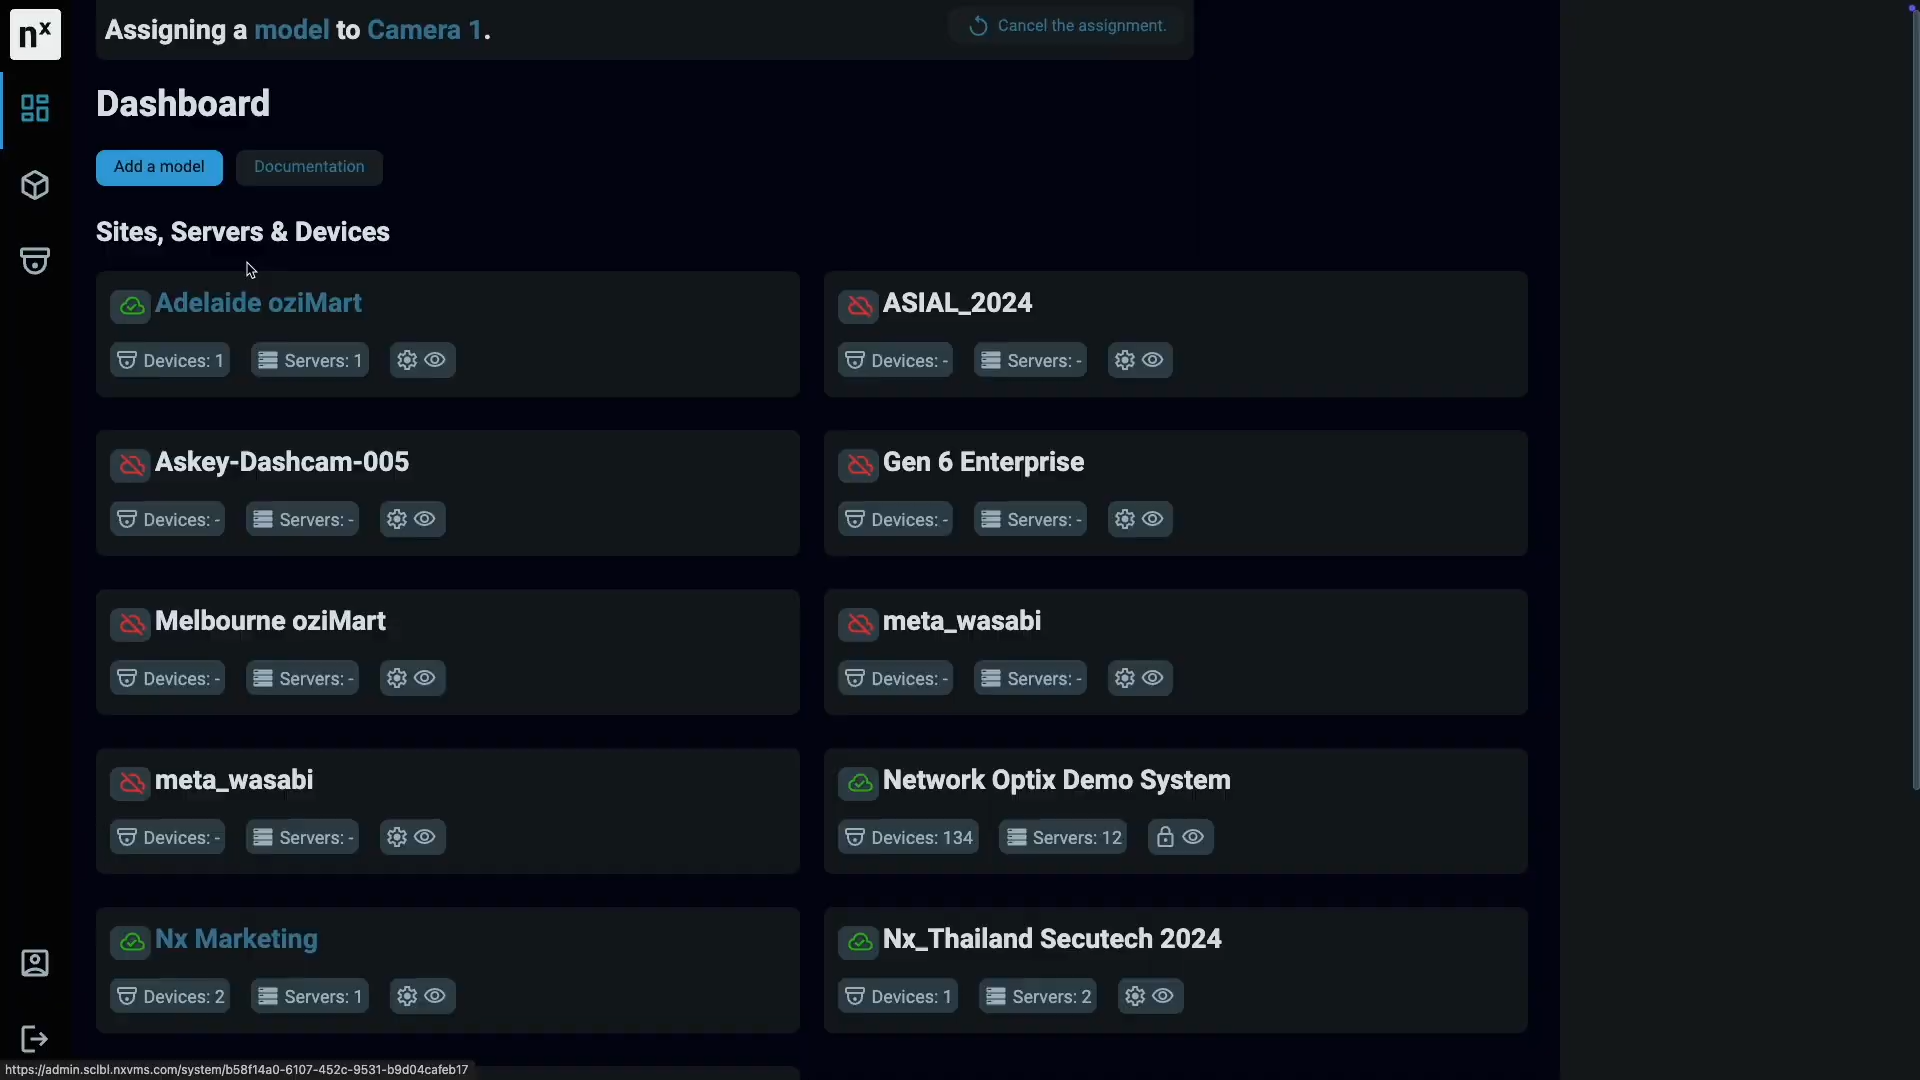 nx
Assigning a model to Camera 1.
Cancel the assignment.
Dashboard
Add a model
Documentation
Sites, Servers & Devices
Adelaide oziMart
Devices: 1
Servers: 1
ASIAL_2024
Devices: -
Servers: -
Askey-Dashcam-005
Devices: -
Servers: -
Gen 6 Enterprise
Devices: -
Servers: -
Melbourne oziMart
Devices: -
Servers: -
meta_wasabi
Devices: -
Servers: -
meta_wasabi
Devices: -
Servers: -
Network Optix Demo System
Devices: 134
Servers: 12
Nx Marketing
Devices: 2
Servers: 1
Nx_Thailand Secutech 2024
Devices: 1
Servers: 2
https://admin.sclbl.nxvms.com/system/b58f14a0-6107-452c-9531-b9d04cafeb17